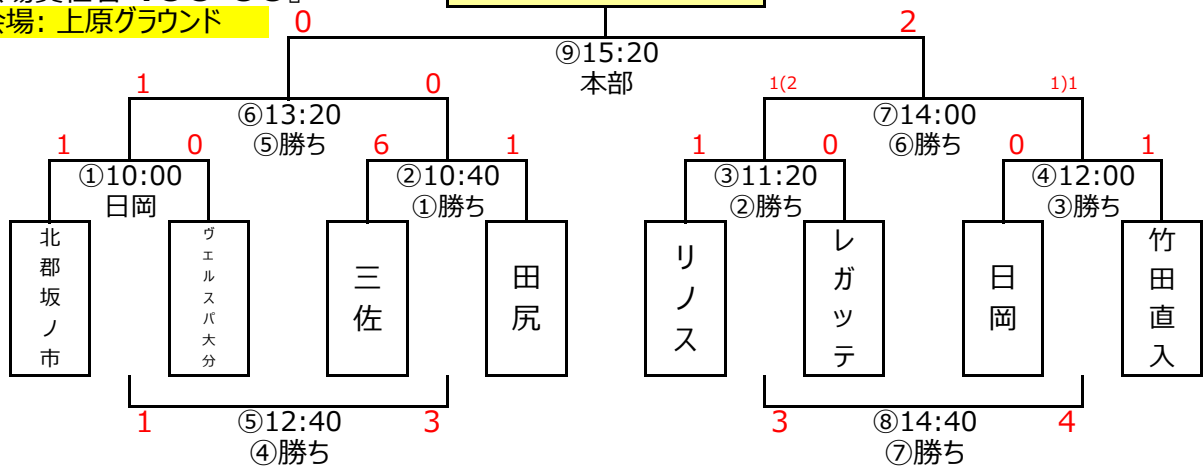 会場: 上原グラウンド
0
2
⑨15:20
本部
1
0
1(2
1)1
⑥13:20
⑤勝ち
⑦14:00
⑥勝ち
1
0
6
1
1
0
0
1
①10:00
日岡
②10:40
①勝ち
③11:20
②勝ち
④12:00
③勝ち
北郡坂ノ市
ヴェルスパ大分
三佐
田尻
リノス
レガッテ
日岡
竹田直入
1
⑤12:40
3
④勝ち
3
⑧14:40
4
⑦勝ち